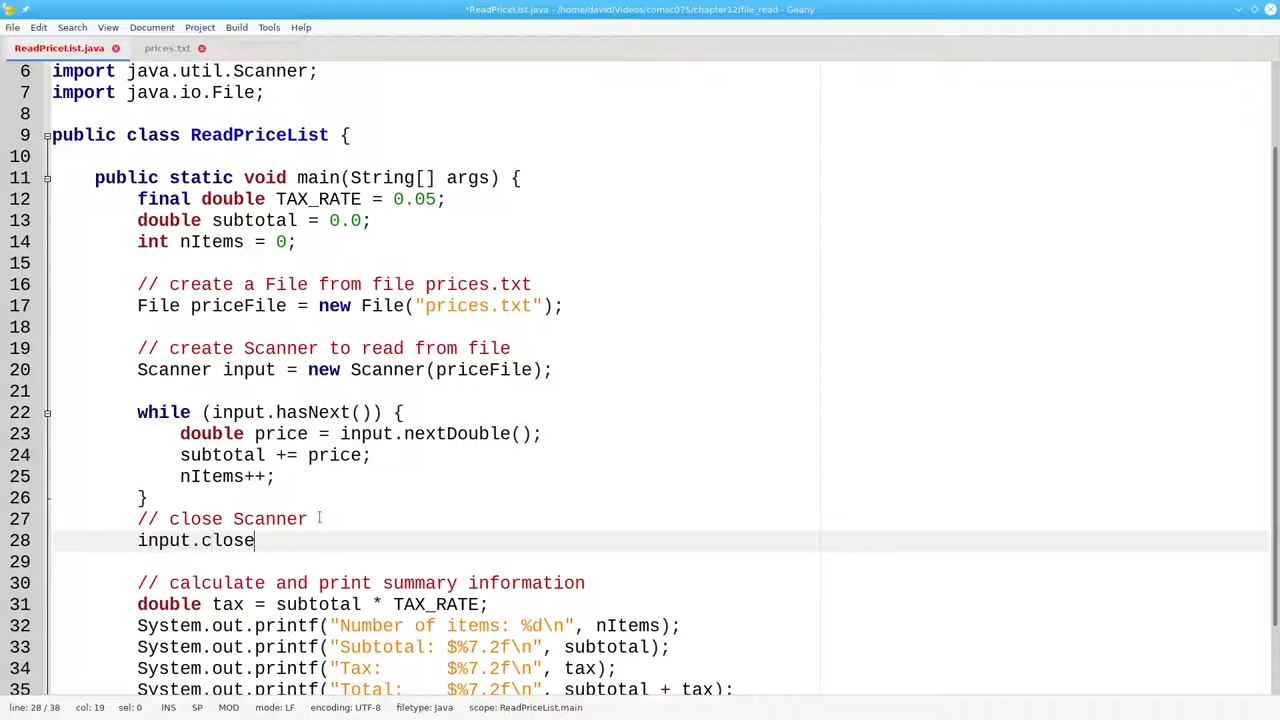 *ReadPriceList.java - /home/david/Videos/comsc075/chapter12/file_read - Geany
File Edit Search View Document Project Build Tools Help
ReadPriceList.java prices.txt
6 import java.util.Scanner;
7 import java.io.File;
8
9 public class ReadPriceList {
10
11 public static void main(String[] args) {
12 final double TAX_RATE = 0.05;
13 double subtotal = 0.0;
14 int nItems = 0;
15
16 // create a File from file prices.txt
17 File priceFile = new File("prices.txt");
18
19 // create Scanner to read from file
20 Scanner input = new Scanner(priceFile);
21
22 while (input.hasNext()) {
23 double price = input.nextDouble();
24 subtotal += price;
25 nItems++;
26 }
27 // close Scanner
28 input.close
29
30 // calculate and print summary information
31 double tax = subtotal * TAX_RATE;
32 System.out.printf("Number of items: %d\n", nItems);
33 System.out.printf("Subtotal: $%7.2f\n", subtotal);
34 System.out.printf("Tax:      $%7.2f\n", tax);
35 System.out.printf("Total:    $%7.2f\n", subtotal + tax);
line: 28 / 38 col: 19 sel: 0 INS SP MOD mode: LF encoding: UTF-8 filetype: Java scope: ReadPriceList.main